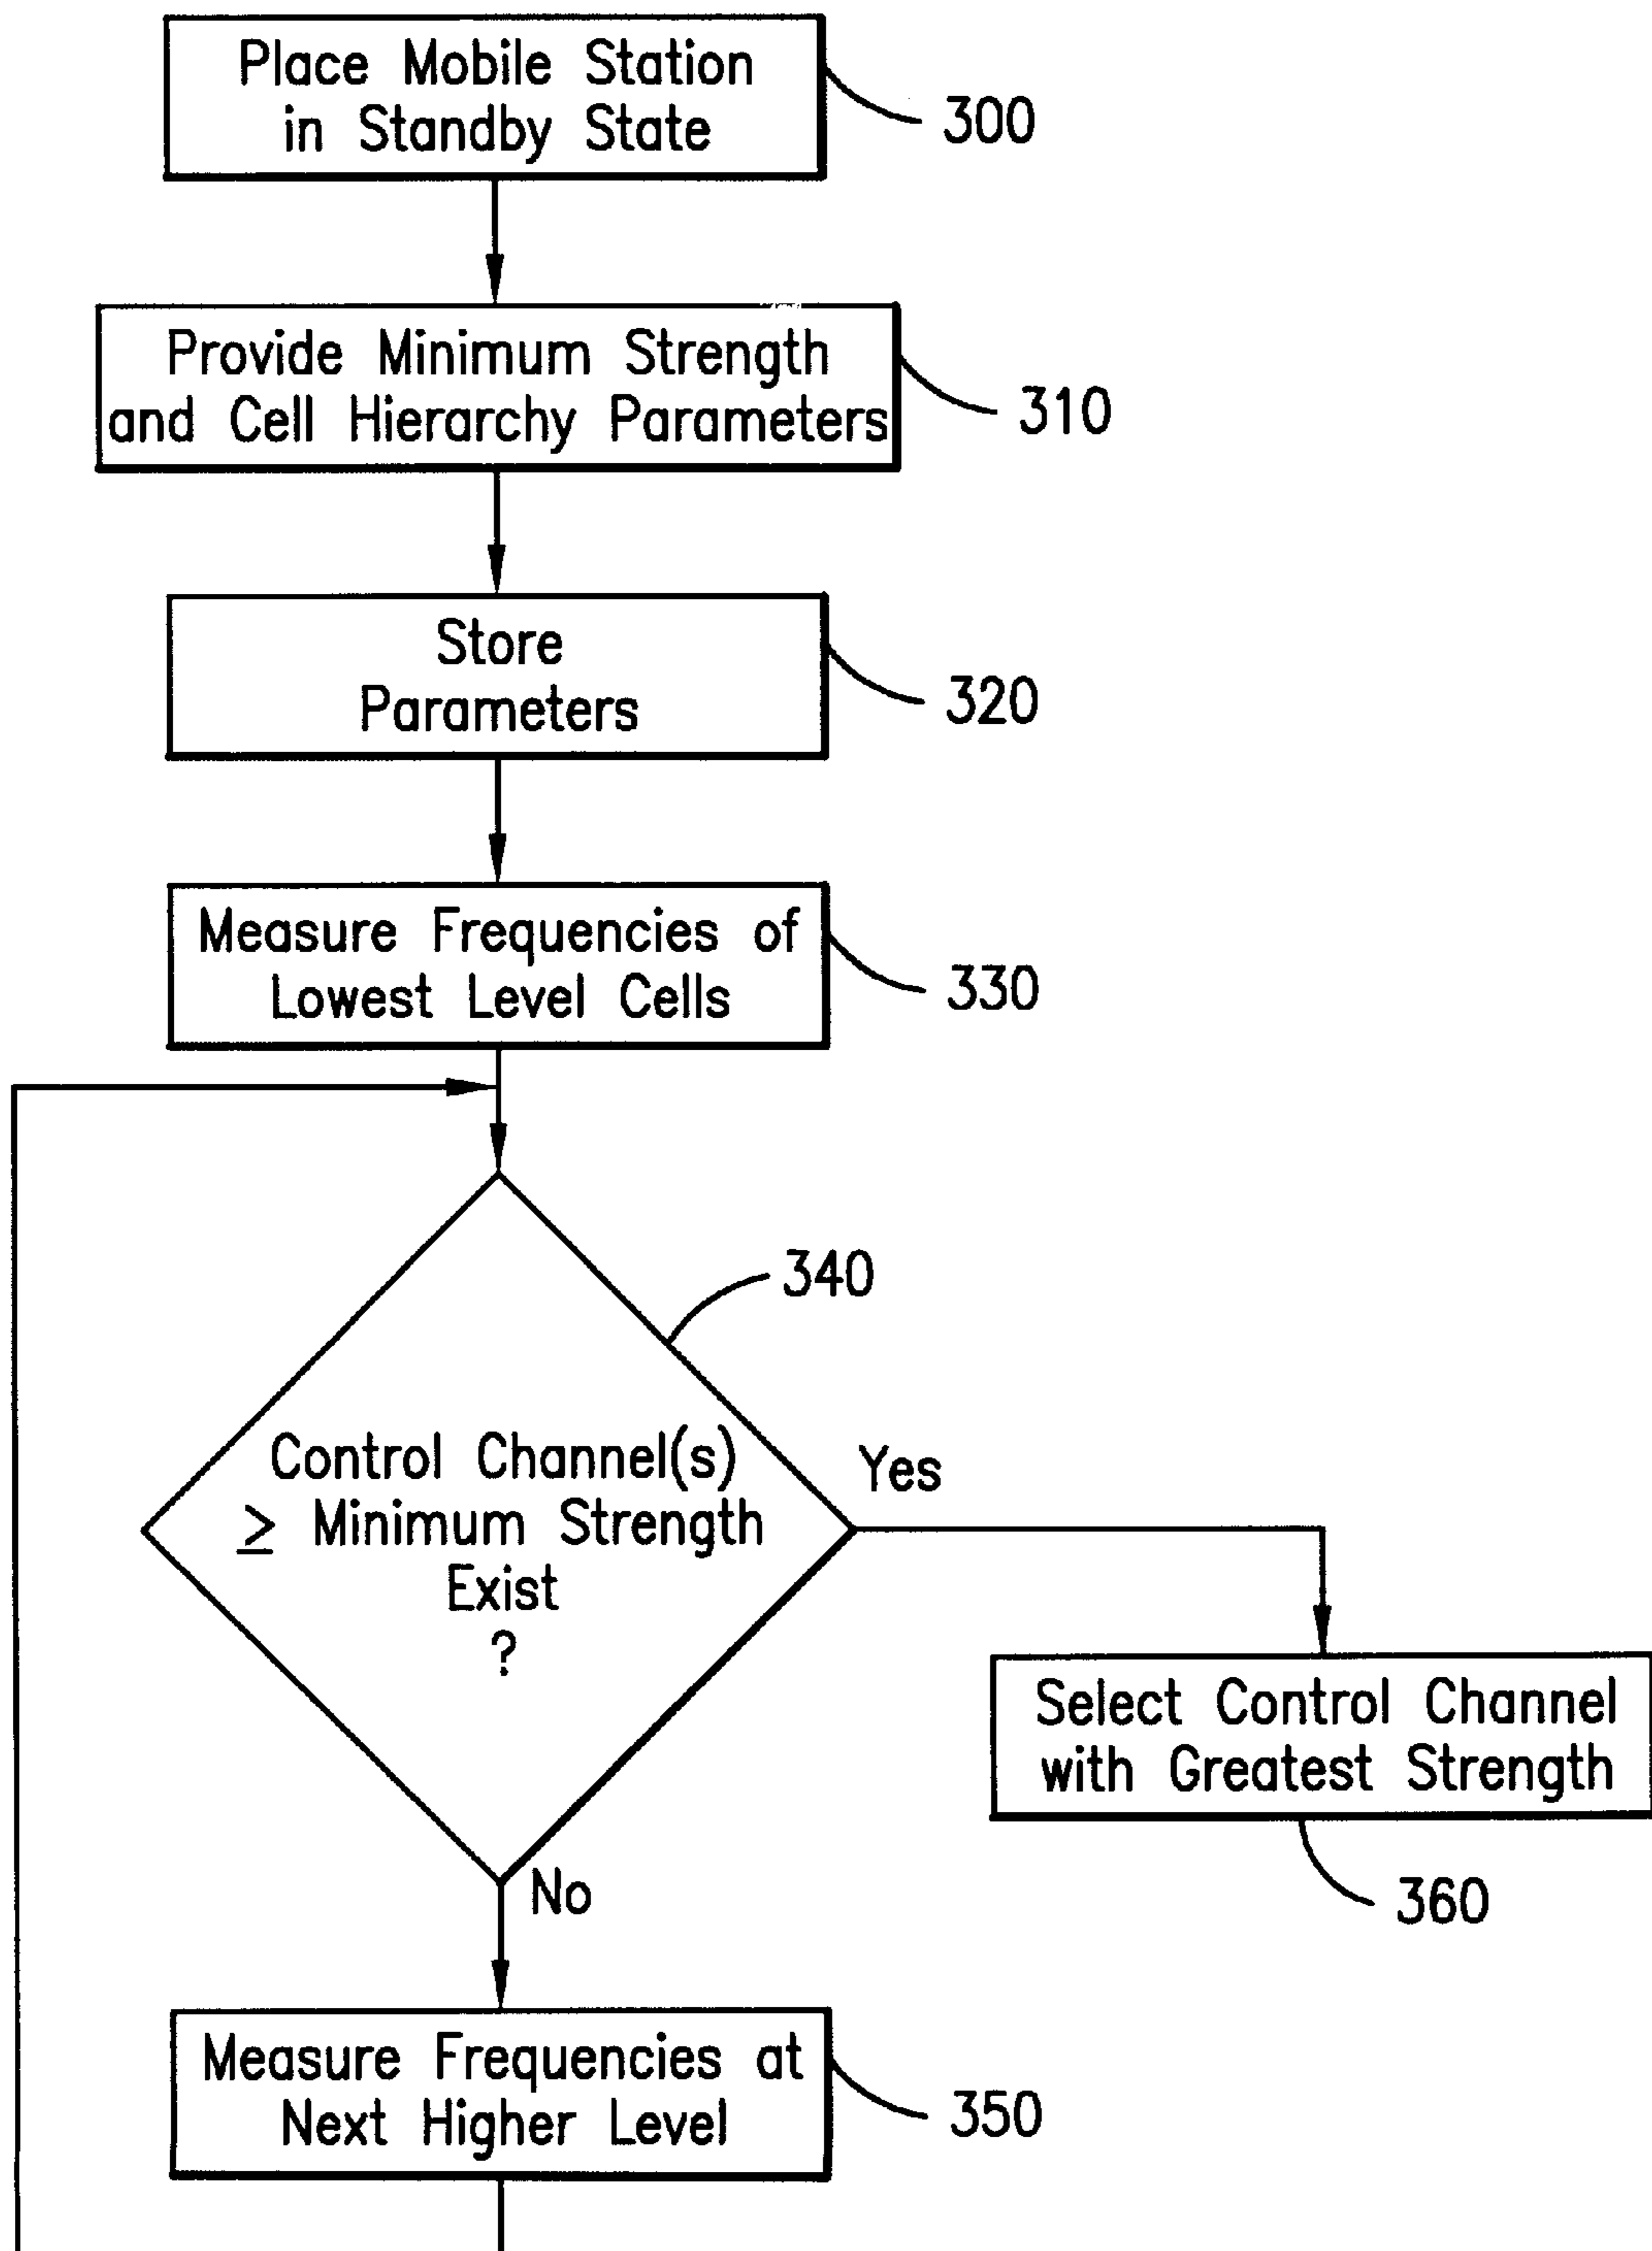 Place Mobile Station
in Standby State
300
Provide Minimum Strength
and Cell Hierarchy Parameters
310
Store
Parameters
320
Measure Frequencies of
Lowest Level Cells
330
340
Control Channel(s)
≥ Minimum Strength
Exist
?
Yes
Select Control Channel
with Greatest Strength
360
No
Measure Frequencies at
Next Higher Level
350